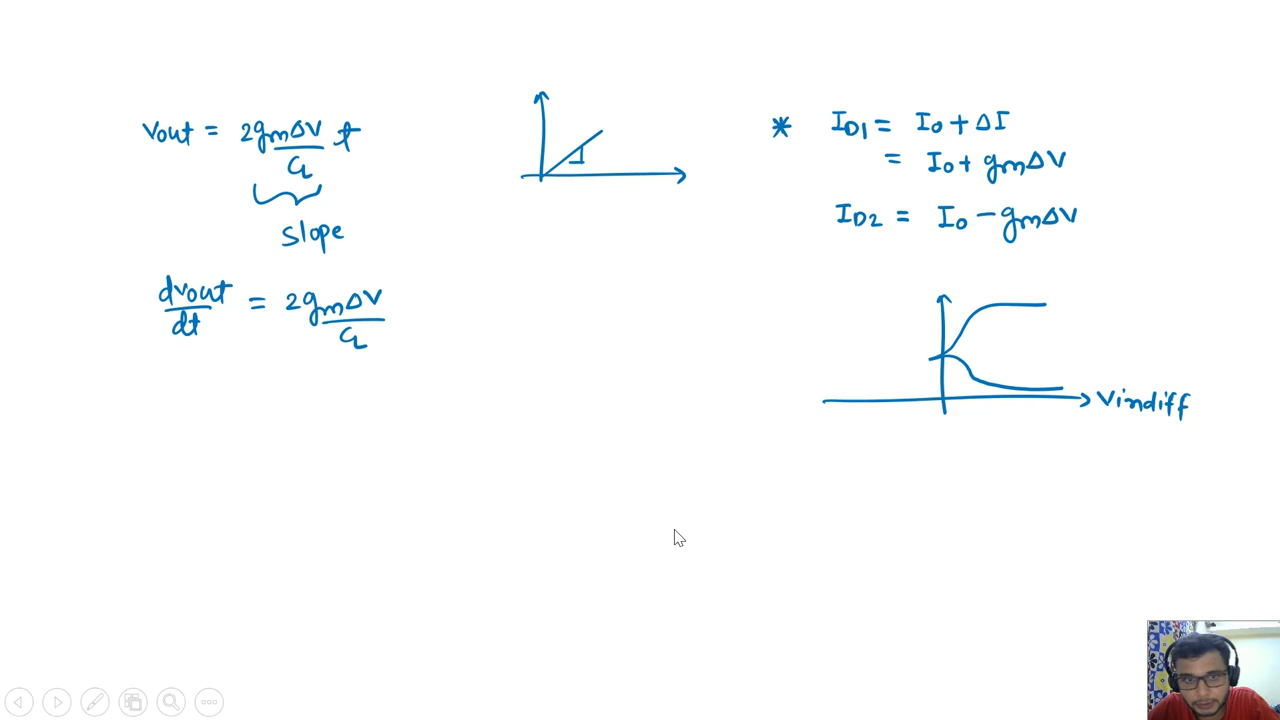 Vout = 2gmΔV/CL t
slope
dvout/dt = 2gmΔV/CL
* ID1 = I0 + ΔI
= I0 + gmΔV
ID2 = I0 - gmΔV
Vindiff